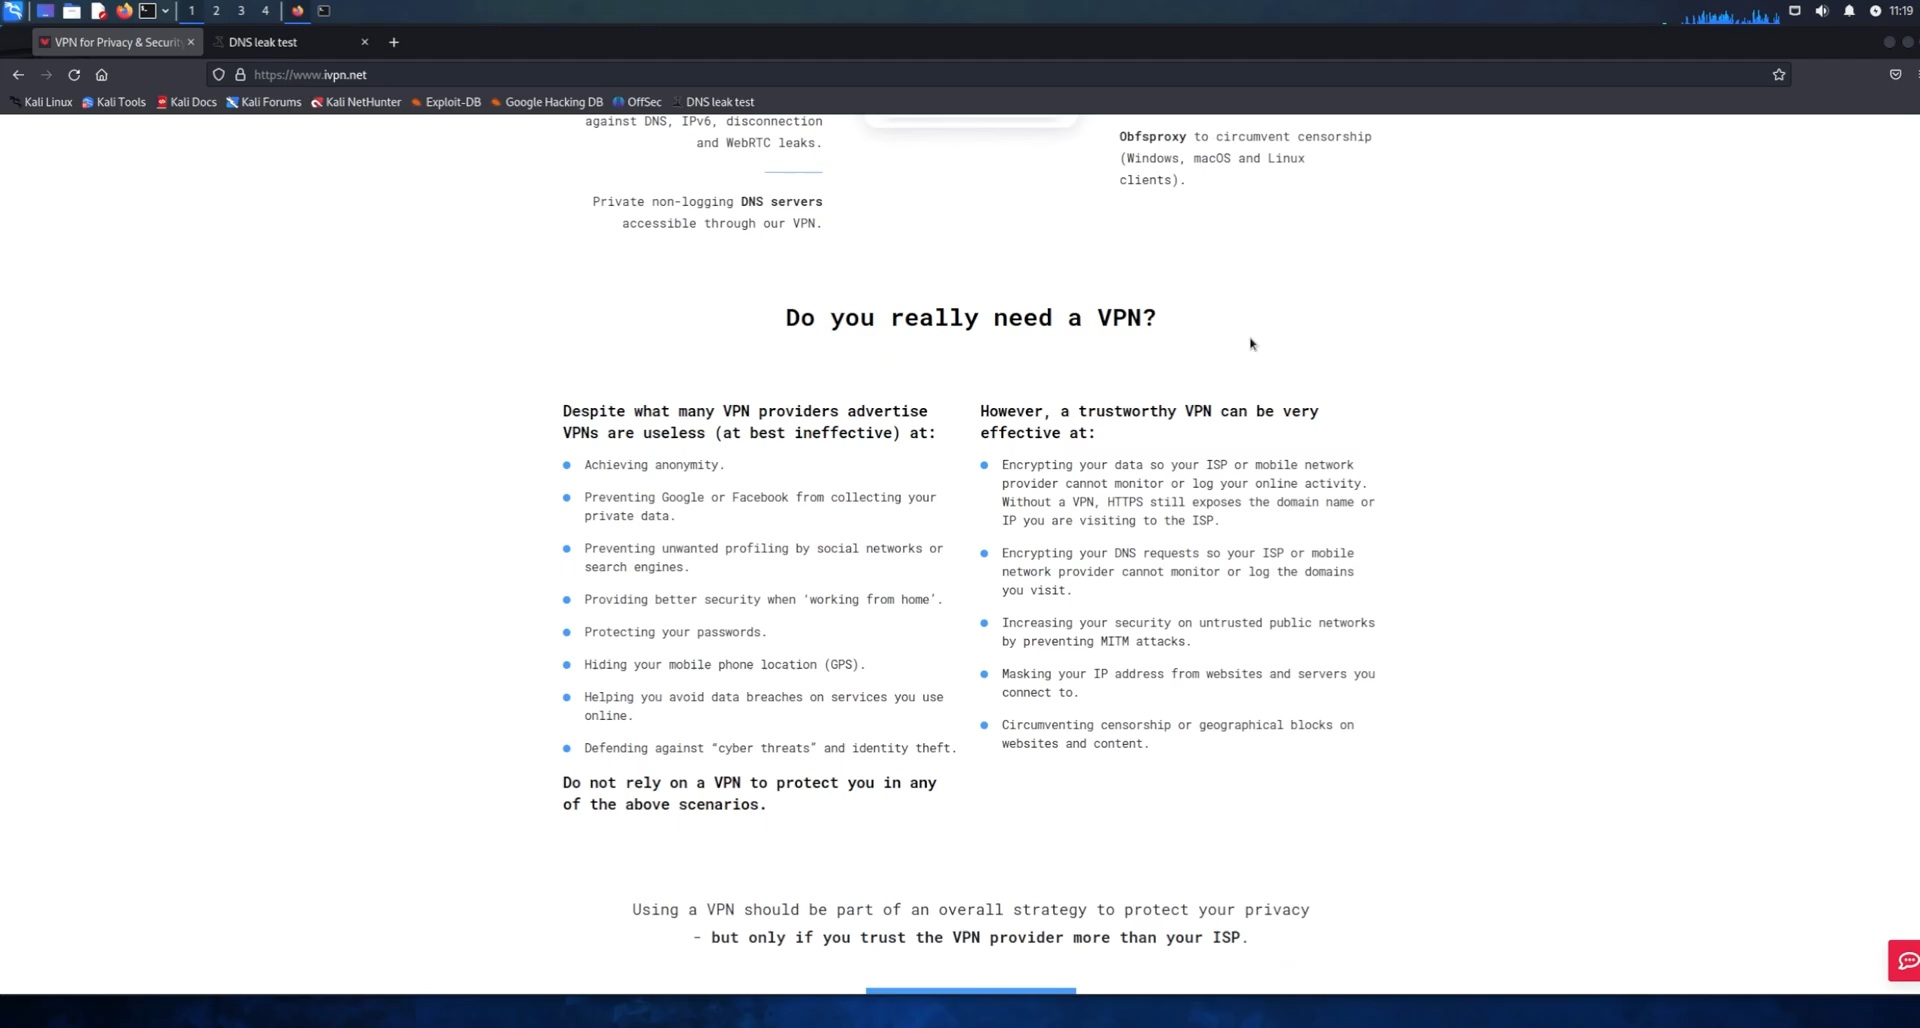 1 2 3 4
11:19
VPN for Privacy & Security
DNS leak test
https://www.ivpn.net
Kali Linux Kali Tools Kali Docs Kali Forums Kali NetHunter Exploit-DB Google Hacking DB OffSec DNS leak test
against DNS, IPv6, disconnection
and WebRTC leaks.
Private non-logging DNS servers
accessible through our VPN.
Obfsproxy to circumvent censorship
(Windows, macOS and Linux
clients).
Do you really need a VPN?
Despite what many VPN providers advertise
VPNs are useless (at best ineffective) at:
Achieving anonymity.
Preventing Google or Facebook from collecting your
private data.
Preventing unwanted profiling by social networks or
search engines.
Providing better security when ‘working from home’.
Protecting your passwords.
Hiding your mobile phone location (GPS).
Helping you avoid data breaches on services you use
online.
Defending against “cyber threats” and identity theft.
Do not rely on a VPN to protect you in any
of the above scenarios.
However, a trustworthy VPN can be very
effective at:
Encrypting your data so your ISP or mobile network
provider cannot monitor or log your online activity.
Without a VPN, HTTPS still exposes the domain name or
IP you are visiting to the ISP.
Encrypting your DNS requests so your ISP or mobile
network provider cannot monitor or log the domains
you visit.
Increasing your security on untrusted public networks
by preventing MITM attacks.
Masking your IP address from websites and servers you
connect to.
Circumventing censorship or geographical blocks on
websites and content.
Using a VPN should be part of an overall strategy to protect your privacy
- but only if you trust the VPN provider more than your ISP.